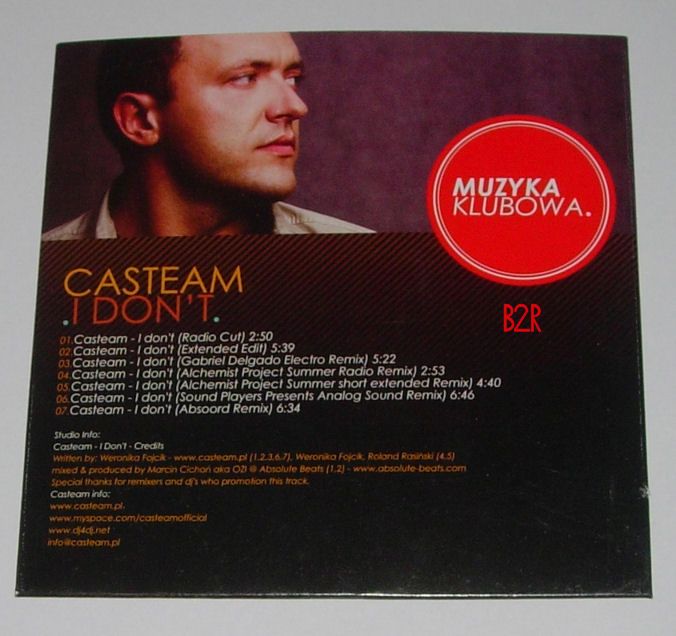 MUZYKA
KLUBOWA.
CASTEAM
.I DON'T.
B2R
01.Casteam - I don't (Radio Cut) 2:50
02.Casteam - I don't (Extended Edit) 5:39
03.Casteam - I don't (Gabriel Delgado Electro Remix) 5:22
04.Casteam - I don't (Alchemist Project Summer Radio Remix) 2:53
05.Casteam - I don't (Alchemist Project Summer short extended Remix) 4:40
06.Casteam - I don't (Sound Players Presents Analog Sound Remix) 6:46
07.Casteam - I don't (Absoord Remix) 6:34
Studio Info:
Casteam - I Don't - Credits
Written by: Weronika Fojcik - www.casteam.pl (1,2,3,6,7), Weronika Fojcik, Roland Rasiński (4,5)
mixed & produced by Marcin Cichoń aka OZI @ Absolute Beats (1,2) - www.absolute-beats.com
Special thanks for remixers and dj's who promotion this track.
Casteam info:
www.casteam.pl
www.myspace.com/casteamofficial
www.dj4dj.net
info@casteam.pl